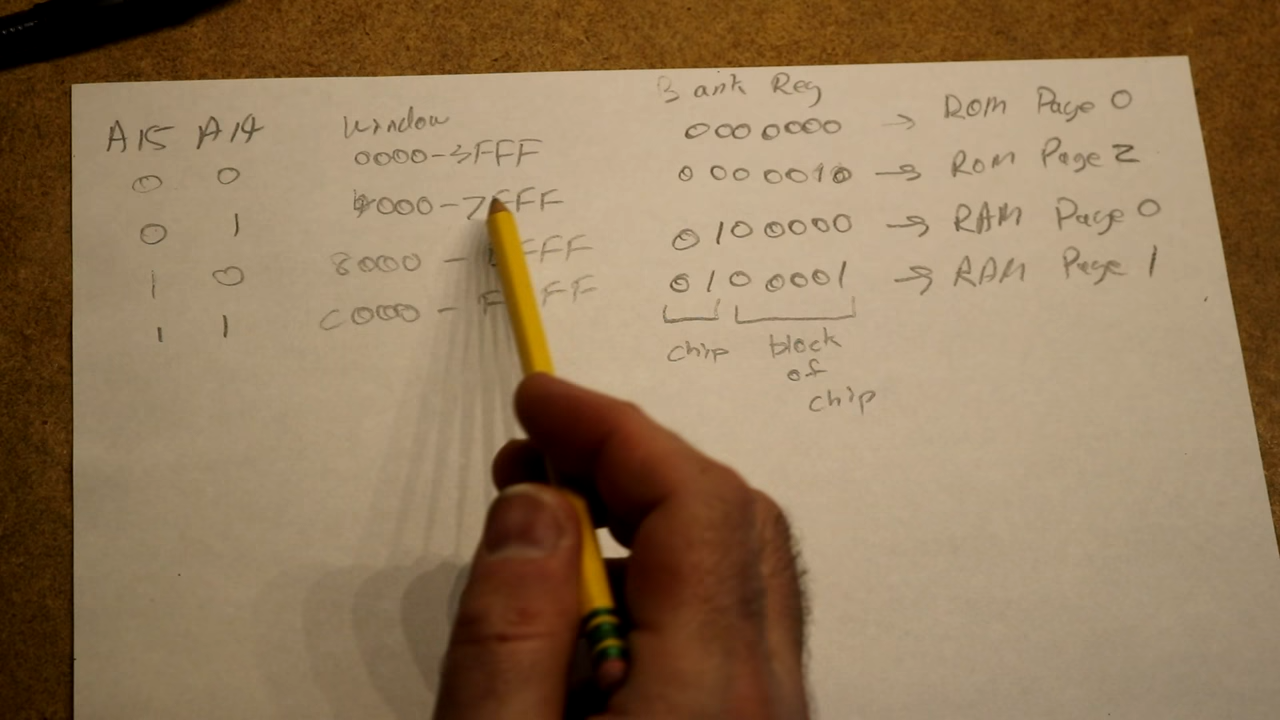 A15 A14 Window Bank Reg
0 0 0000-3FFF 0000000 → ROM Page 0
0 1 4000-7FFF 0000010 → ROM Page 2
1 0 8000 - FFF 0100000 → RAM Page 0
1 1 C000 - F FF 0100001 → RAM Page 1
chip block
of
chip